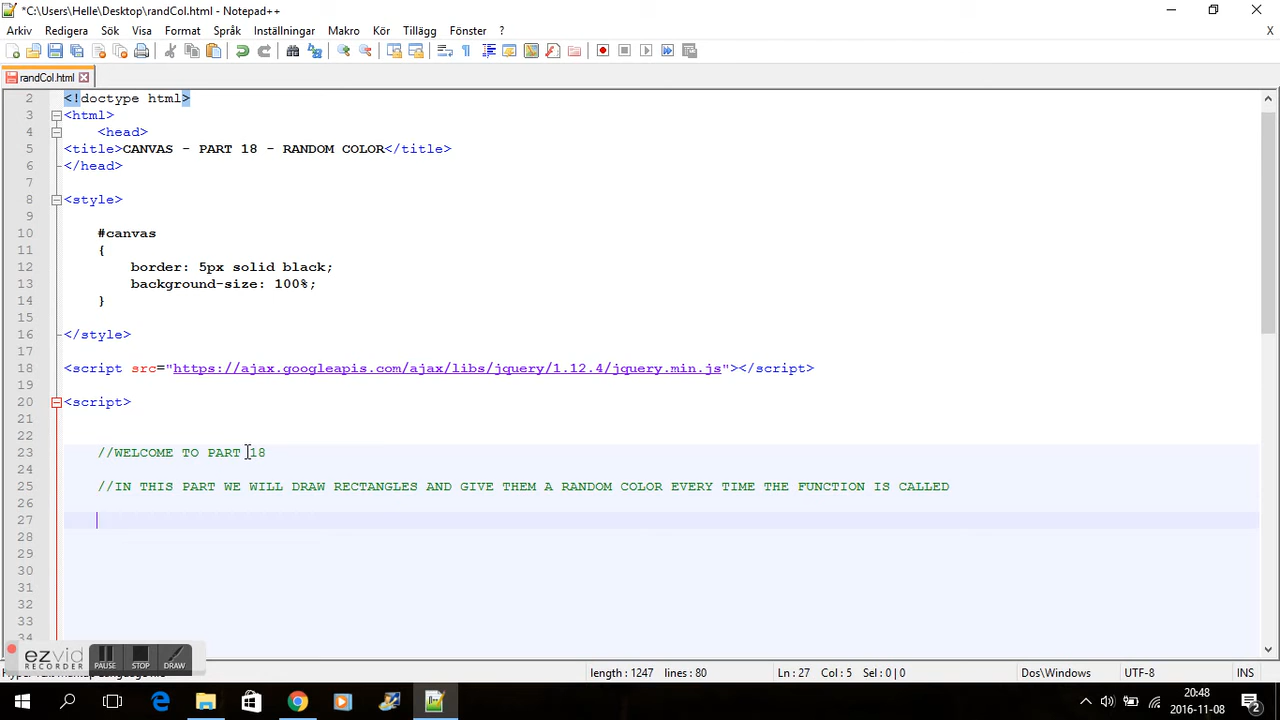 *C:\Users\Helle\Desktop\randCol.html - Notepad++
Arkiv Redigera Sök Visa Format Språk Inställningar Makro Kör Tillägg Fönster ? X
randCol.html
2 <!doctype html>
3 <html>
4 <head>
5 <title>CANVAS - PART 18 - RANDOM COLOR</title>
6 </head>
7
8 <style>
9
10 #canvas
11 {
12 border: 5px solid black;
13 background-size: 100%;
14 }
15
16 </style>
17
18 <script src="https://ajax.googleapis.com/ajax/libs/jquery/1.12.4/jquery.min.js"></script>
19
20 <script>
21
22
23 //WELCOME TO PART 18
24
25 //IN THIS PART WE WILL DRAW RECTANGLES AND GIVE THEM A RANDOM COLOR EVERY TIME THE FUNCTION IS CALLED
26
27
28
29
30
31
32
33
34
ezvid RECORDER PAUSE STOP DRAW
length : 1247 lines : 80 Ln : 27 Col : 5 Sel : 0 | 0 Dos\Windows UTF-8 INS
20:48
2016-11-08
2